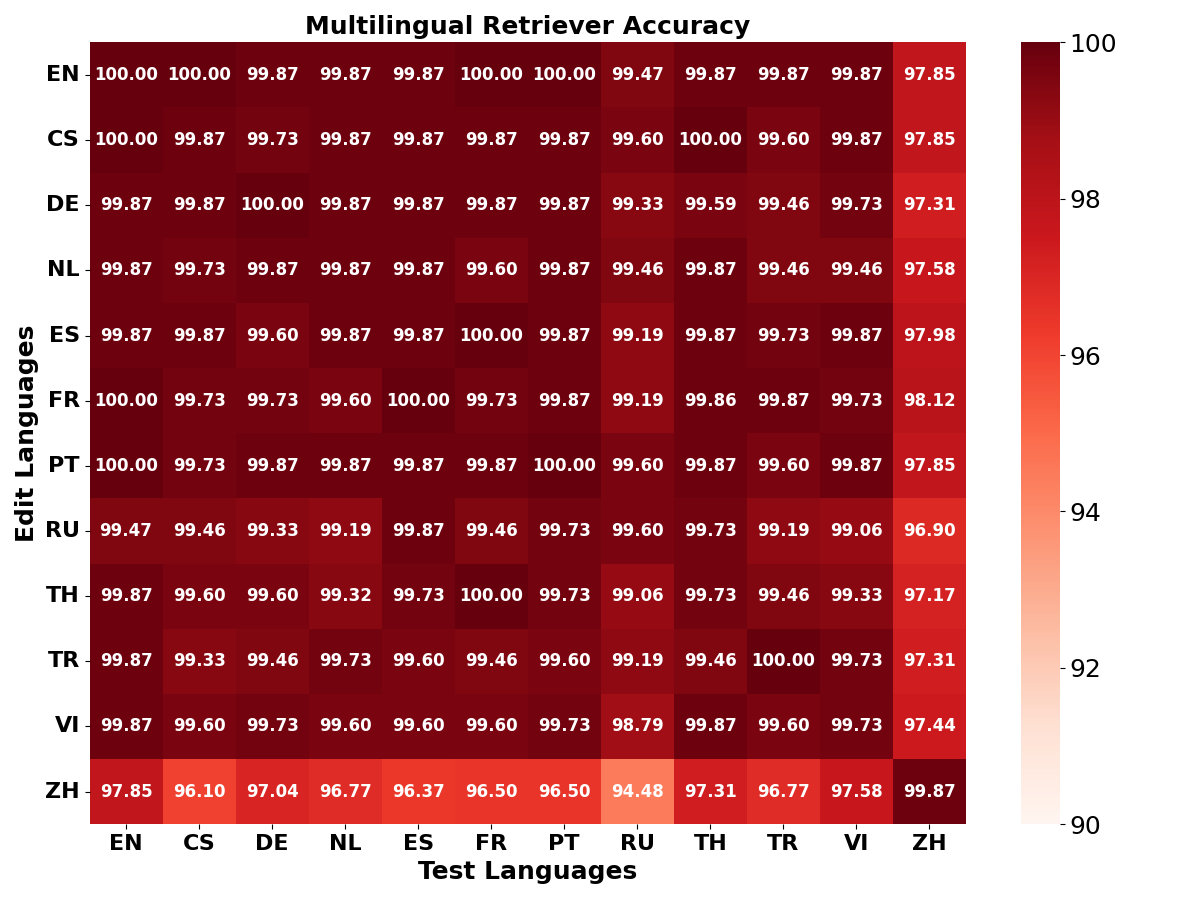 Multilingual Retriever Accuracy
EN 100.00 100.00 99.87 99.87 99.87 100.00 100.00 99.47 99.87 99.87 99.87 97.85
CS 100.00 99.87 99.73 99.87 99.87 99.87 99.87 99.60 100.00 99.60 99.87 97.85
DE 99.87 99.87 100.00 99.87 99.87 99.87 99.87 99.33 99.59 99.46 99.73 97.31
NL 99.87 99.73 99.87 99.87 99.87 99.60 99.87 99.46 99.87 99.46 99.46 97.58
ES 99.87 99.87 99.60 99.87 99.87 100.00 99.87 99.19 99.87 99.73 99.87 97.98
FR 100.00 99.73 99.73 99.60 100.00 99.73 99.87 99.19 99.86 99.87 99.73 98.12
PT 100.00 99.73 99.87 99.87 99.87 99.87 100.00 99.60 99.87 99.60 99.87 97.85
RU 99.47 99.46 99.33 99.19 99.87 99.46 99.73 99.60 99.73 99.19 99.06 96.90
TH 99.87 99.60 99.60 99.32 99.73 100.00 99.73 99.06 99.73 99.46 99.33 97.17
TR 99.87 99.33 99.46 99.73 99.60 99.46 99.60 99.19 99.46 100.00 99.73 97.31
VI 99.87 99.60 99.73 99.60 99.60 99.60 99.73 98.79 99.87 99.60 99.73 97.44
ZH 97.85 96.10 97.04 96.77 96.37 96.50 96.50 94.48 97.31 96.77 97.58 99.87
EN CS DE NL ES FR PT RU TH TR VI ZH
Test Languages
Edit Languages
100
98
96
94
92
90